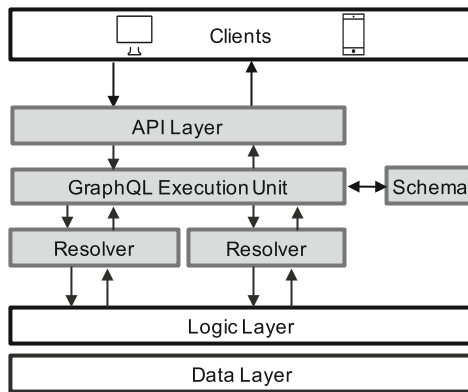 Clients
API Layer
GraphQL Execution Unit
Schema
Resolver
Resolver
Logic Layer
Data Layer